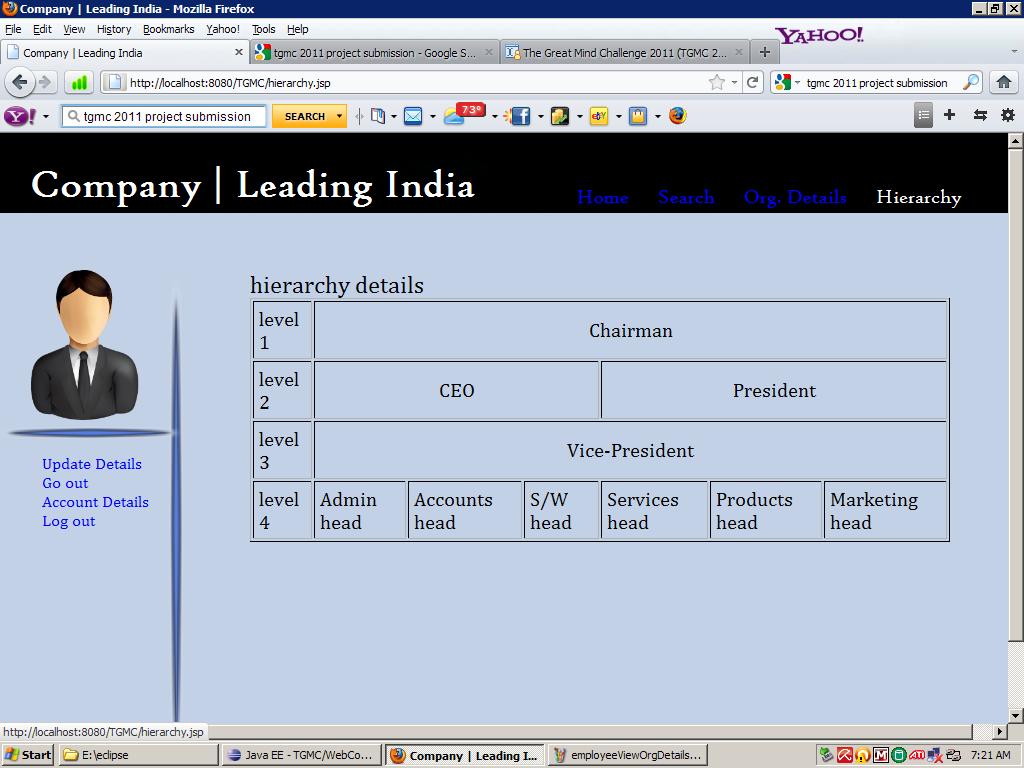 Company | Leading India - Mozilla Firefox
File Edit View History Bookmarks Yahoo! Tools Help
YAHOO!
Company | Leading India
tgmc 2011 project submission - Google S...
The Great Mind Challenge 2011 (TGMC 2...
http://localhost:8080/TGMC/hierarchy.jsp
tgmc 2011 project submission
Y!
tgmc 2011 project submission
SEARCH
73°
Company | Leading India
Home Search Org. Details Hierarchy
hierarchy details
level
1
Chairman
level
2
CEO
President
level
3
Vice-President
level
4
Admin
head
Accounts
head
S/W
head
Services
head
Products
head
Marketing
head
Update Details
Go out
Account Details
Log out
http://localhost:8080/TGMC/hierarchy.jsp
Start
E:\eclipse
Java EE - TGMC/WebCo...
Company | Leading I...
employeeViewOrgDetails...
7:21 AM